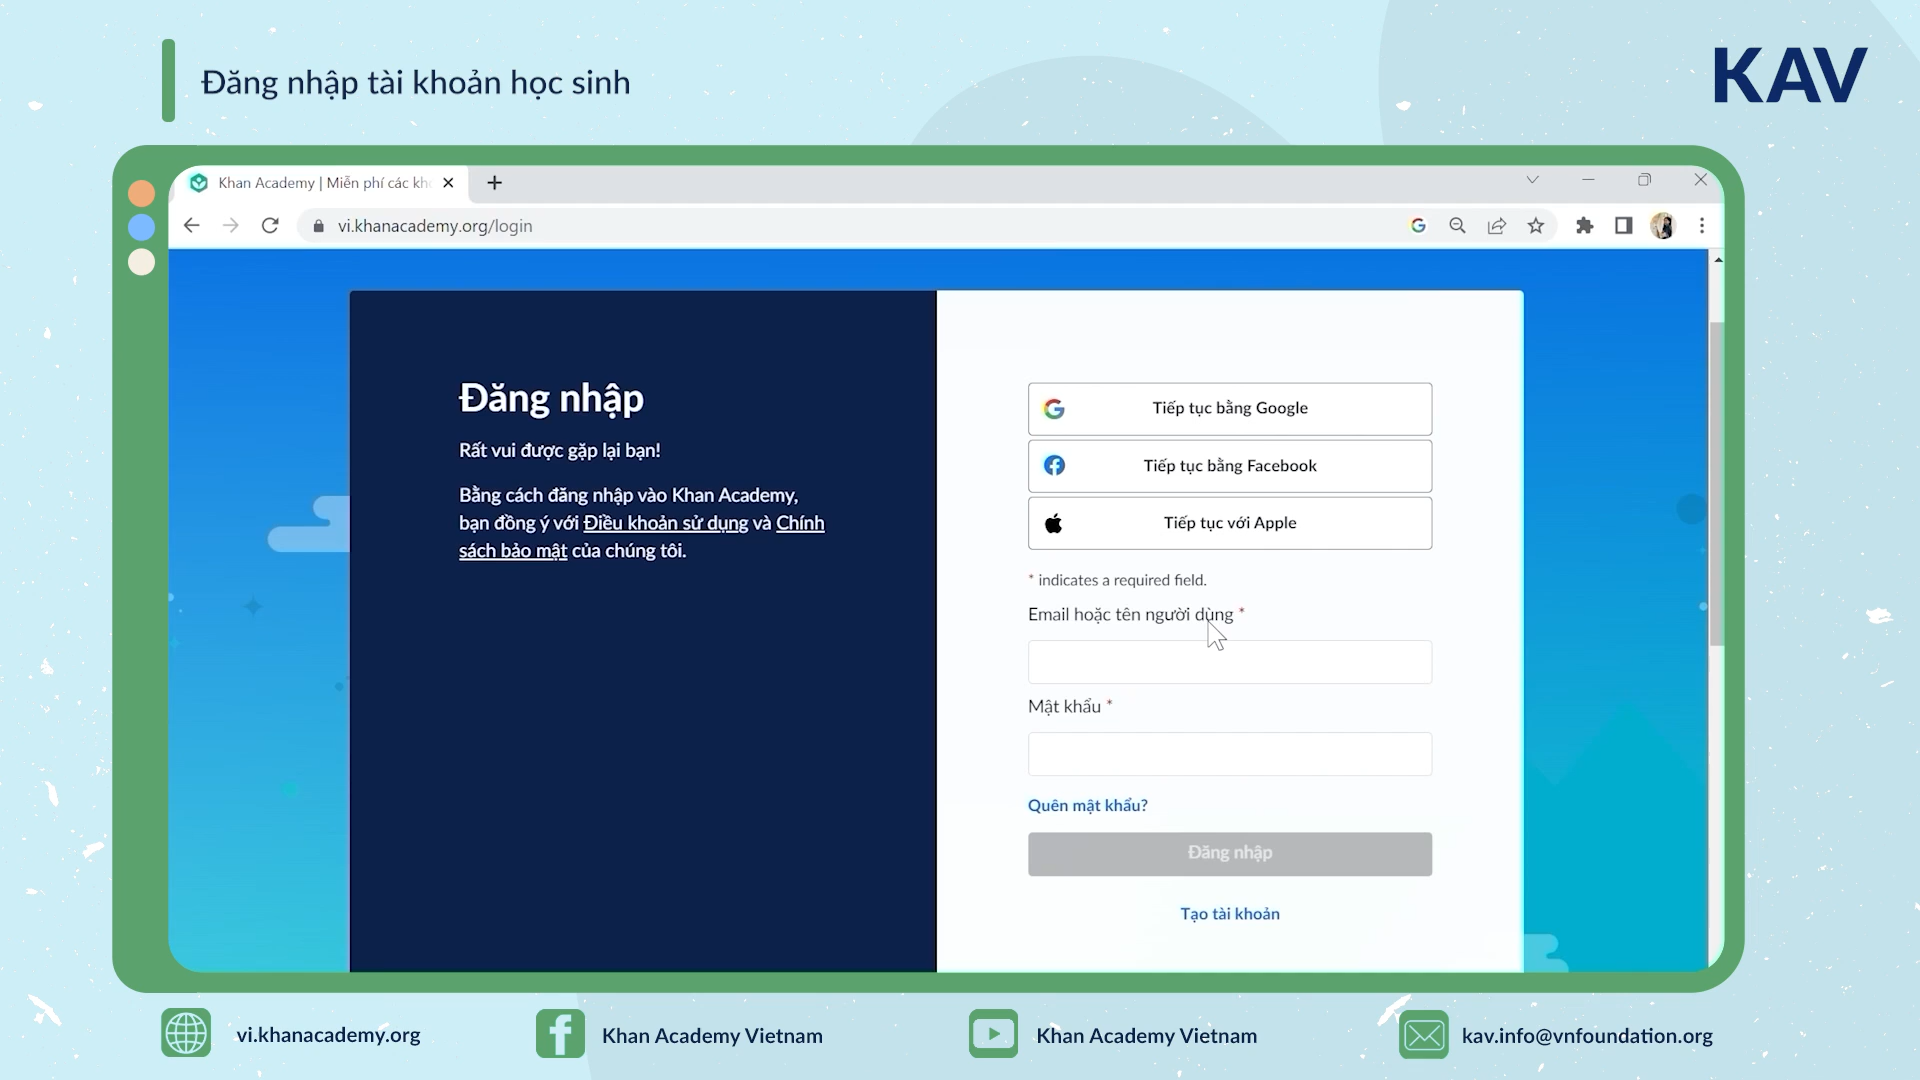 Đăng nhập tài khoản học sinh
KAV
Khan Academy | Miễn phí các kh
vi.khanacademy.org/login
Đăng nhập
Rất vui được gặp lại bạn!
Bằng cách đăng nhập vào Khan Academy,
bạn đồng ý với Điều khoản sử dụng và Chính
sách bảo mật của chúng tôi.
Tiếp tục bằng Google
Tiếp tục bằng Facebook
Tiếp tục với Apple
* indicates a required field.
Email hoặc tên người dùng *
Mật khẩu *
Quên mật khẩu?
Đăng nhập
Tạo tài khoản
vi.khanacademy.org
Khan Academy Vietnam
Khan Academy Vietnam
kav.info@vnfoundation.org